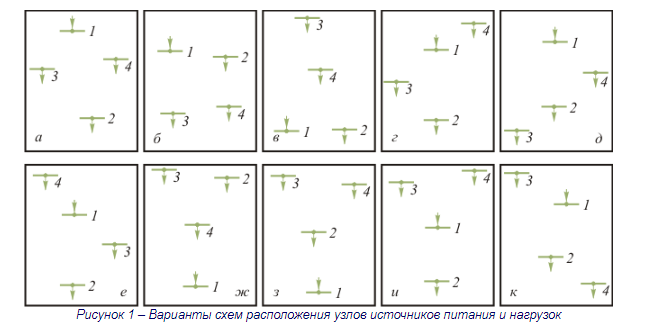 1 3 4 2 а
1 2 3 4 б
3 4 1 2 в
4 1 3 2 г
1 4 2 3 д
4 1 3 2 е
3 2 4 1 ж
3 4 2 1 з
3 4 1 2 и
3 1 2 4 к
Рисунок 1 – Варианты схем расположения узлов источников питания и нагрузок